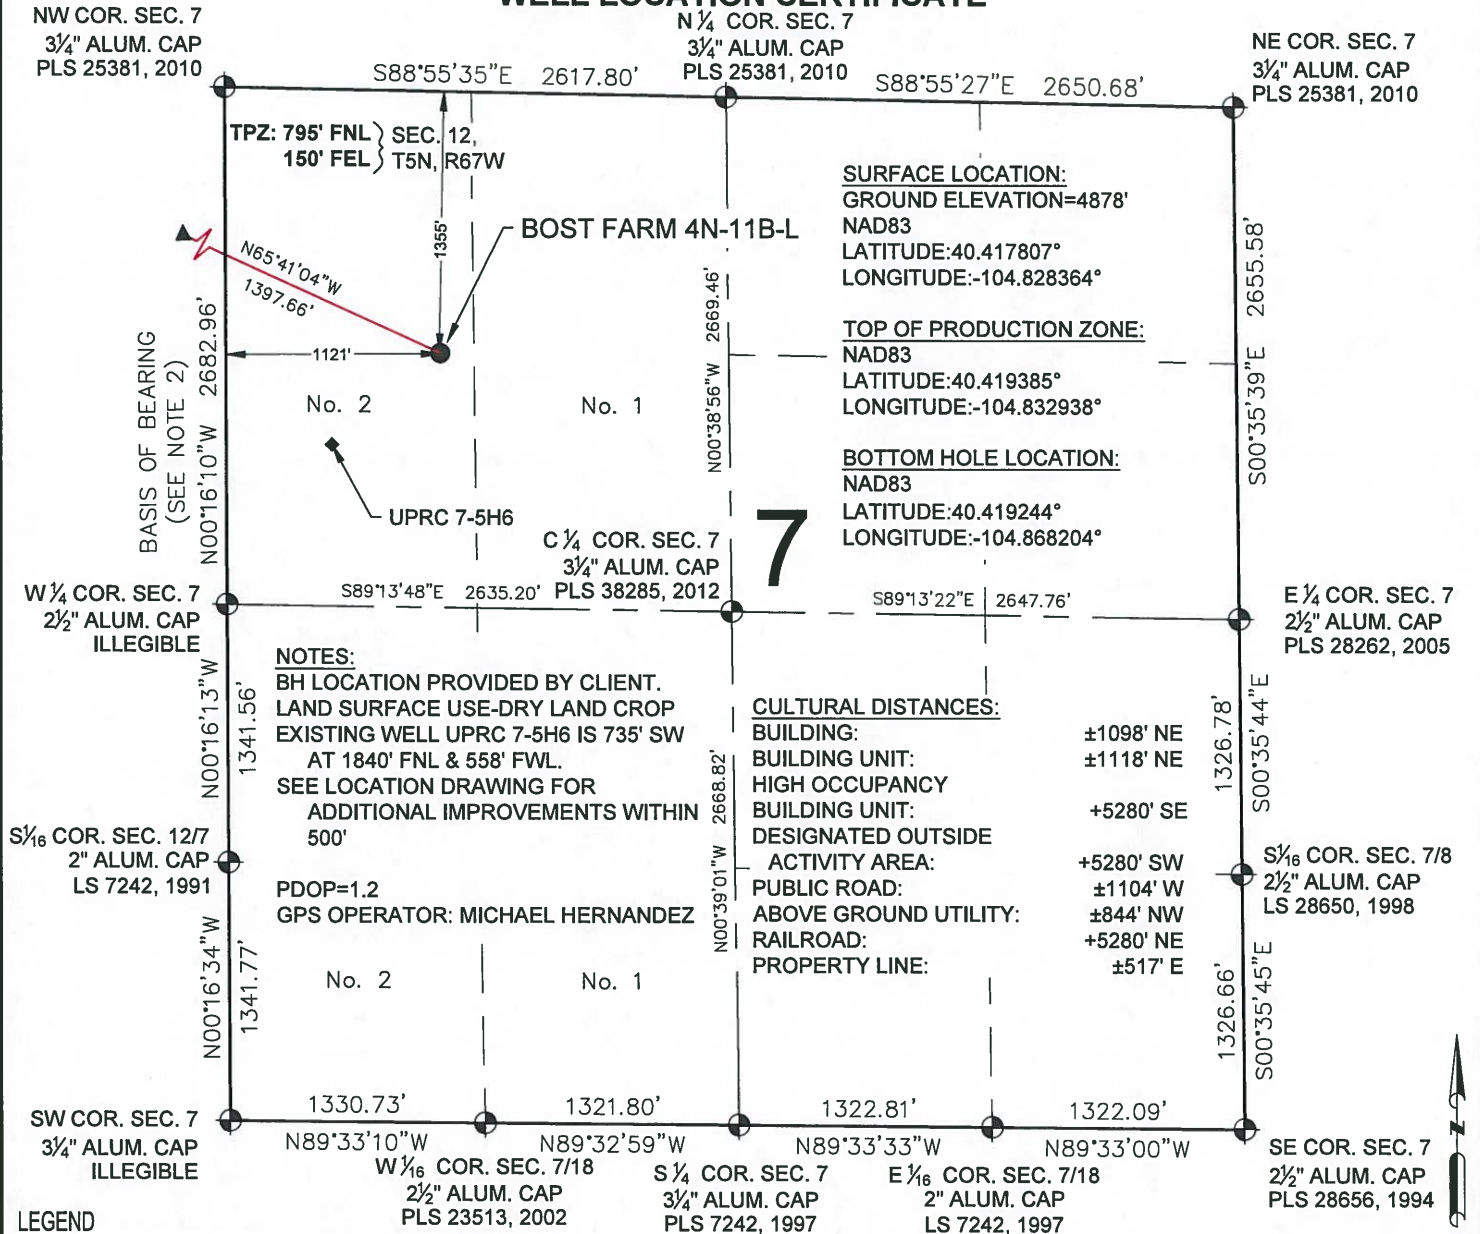 WELL LOCATION CERTIFICATE
NW COR. SEC. 7
3¼" ALUM. CAP
PLS 25381, 2010
N ¼ COR. SEC. 7
3¼" ALUM. CAP
PLS 25381, 2010
NE COR. SEC. 7
3¼" ALUM. CAP
PLS 25381, 2010
S88°55'35"E 2617.80'
S88°55'27"E 2650.68'
TPZ: 795' FNL } SEC. 12,
150' FEL } T5N, R67W
1355'
BOST FARM 4N-11B-L
N65°41'04"W
1397.66'
1121'
No. 2
No. 1
UPRC 7-5H6
BASIS OF BEARING
(SEE NOTE 2)
N00°16'10"W 2682.96'
N00°38'56"W 2669.46'
SURFACE LOCATION:
GROUND ELEVATION=4878'
NAD83
LATITUDE:40.417807°
LONGITUDE:-104.828364°
TOP OF PRODUCTION ZONE:
NAD83
LATITUDE:40.419385°
LONGITUDE:-104.832938°
BOTTOM HOLE LOCATION:
NAD83
LATITUDE:40.419244°
LONGITUDE:-104.868204°
S00°35'39"E 2655.58'
7
C ¼ COR. SEC. 7
3¼" ALUM. CAP
PLS 38285, 2012
W ¼ COR. SEC. 7
2½" ALUM. CAP
ILLEGIBLE
S89°13'48"E 2635.20'
S89°13'22"E 2647.76'
E ¼ COR. SEC. 7
2½" ALUM. CAP
PLS 28262, 2005
NOTES:
BH LOCATION PROVIDED BY CLIENT.
LAND SURFACE USE-DRY LAND CROP
EXISTING WELL UPRC 7-5H6 IS 735' SW
AT 1840' FNL & 558' FWL.
SEE LOCATION DRAWING FOR
ADDITIONAL IMPROVEMENTS WITHIN
500'
PDOP=1.2
GPS OPERATOR: MICHAEL HERNANDEZ
N00°16'13"W
1341.56'
N00°39'01"W 2668.82'
CULTURAL DISTANCES:
BUILDING: ±1098' NE
BUILDING UNIT: ±1118' NE
HIGH OCCUPANCY
BUILDING UNIT: +5280' SE
DESIGNATED OUTSIDE
ACTIVITY AREA: +5280' SW
PUBLIC ROAD: ±1104' W
ABOVE GROUND UTILITY: ±844' NW
RAILROAD: +5280' NE
PROPERTY LINE: ±517' E
1326.78'
S00°35'44"E
S1⁄16 COR. SEC. 12/7
2" ALUM. CAP
LS 7242, 1991
S1⁄16 COR. SEC. 7/8
2½" ALUM. CAP
LS 28650, 1998
N00°16'34"W
1341.77'
No. 2
No. 1
1326.66'
S00°35'45"E
SW COR. SEC. 7
3¼" ALUM. CAP
ILLEGIBLE
1330.73'
N89°33'10"W
1321.80'
N89°32'59"W
1322.81'
N89°33'33"W
1322.09'
N89°33'00"W
W 1⁄16 COR. SEC. 7/18
2½" ALUM. CAP
PLS 23513, 2002
S ¼ COR. SEC. 7
3¼" ALUM. CAP
PLS 7242, 1997
E 1⁄16 COR. SEC. 7/18
2" ALUM. CAP
LS 7242, 1997
SE COR. SEC. 7
2½" ALUM. CAP
PLS 28656, 1994
N
LEGEND